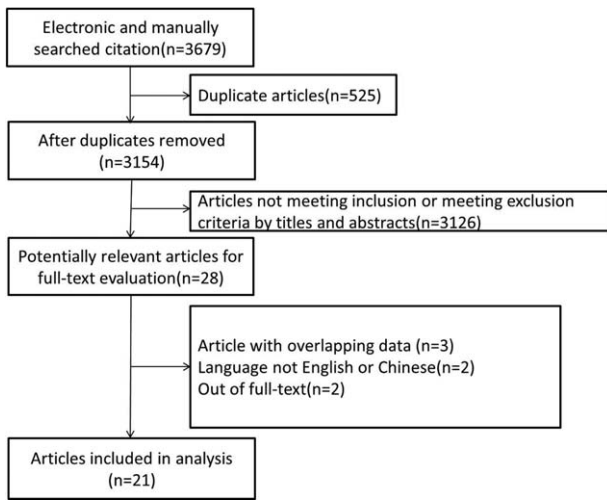 Electronic and manually
searched citation(n=3679)
Duplicate articles(n=525)
After duplicates removed
(n=3154)
Articles not meeting inclusion or meeting exclusion
criteria by titles and abstracts(n=3126)
Potentially relevant articles for
full-text evaluation(n=28)
Article with overlapping data (n=3)
Language not English or Chinese(n=2)
Out of full-text(n=2)
Articles included in analysis
(n=21)